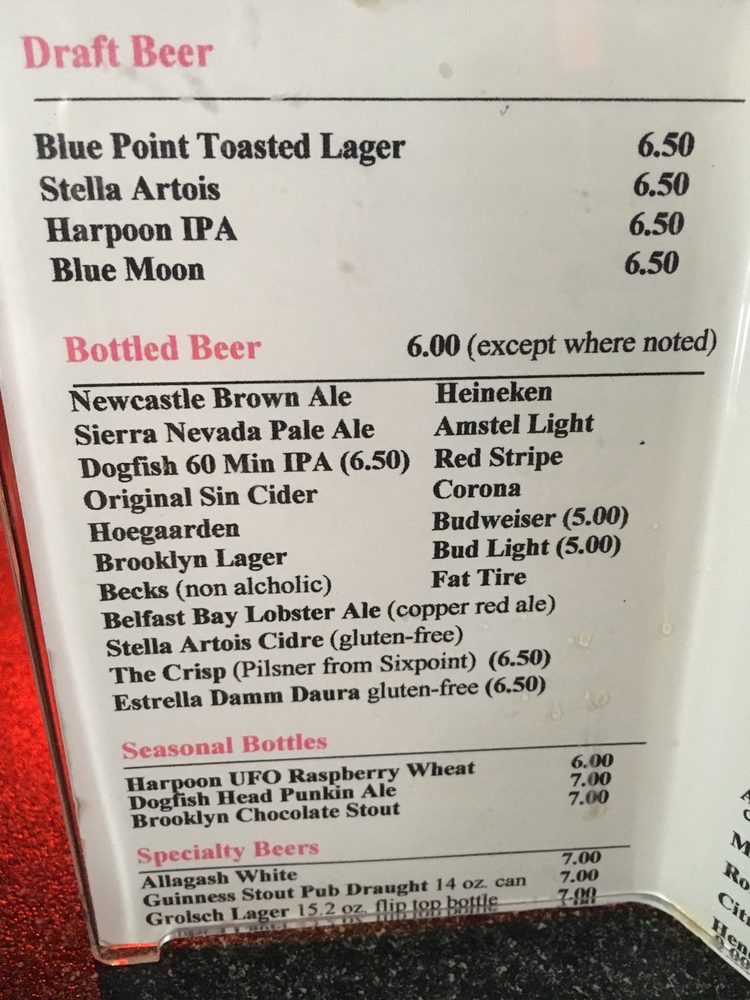 Draft Beer
Blue Point Toasted Lager 6.50
Stella Artois 6.50
Harpoon IPA 6.50
Blue Moon 6.50
Bottled Beer 6.00 (except where noted)
Newcastle Brown Ale Heineken
Sierra Nevada Pale Ale Amstel Light
Dogfish 60 Min IPA (6.50) Red Stripe
Original Sin Cider Corona
Hoegaarden Budweiser (5.00)
Brooklyn Lager Bud Light (5.00)
Becks (non alcholic) Fat Tire
Belfast Bay Lobster Ale (copper red ale)
Stella Artois Cidre (gluten-free)
The Crisp (Pilsner from Sixpoint) (6.50)
Estrella Damm Daura gluten-free (6.50)
Seasonal Bottles
Harpoon UFO Raspberry Wheat 6.00
Dogfish Head Punkin Ale 7.00
Brooklyn Chocolate Stout 7.00
Specialty Beers
Allagash White 7.00
Guinness Stout Pub Draught 14 oz. can 7.00
Grolsch Lager 15.2 oz. flip top bottle 7.00